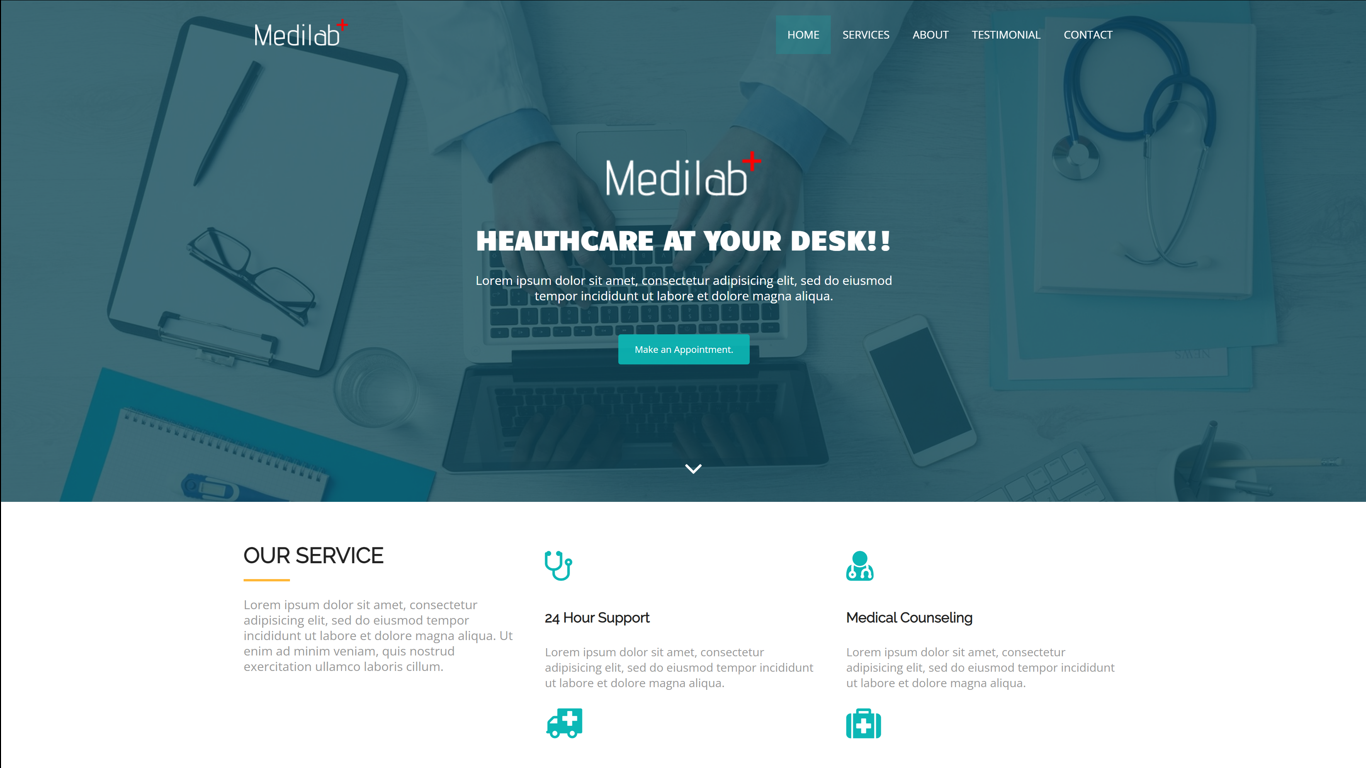 Medilab+
HOME SERVICES ABOUT TESTIMONIAL CONTACT
Medilab+
HEALTHCARE AT YOUR DESK!!
Lorem ipsum dolor sit amet, consectetur adipisicing elit, sed do eiusmod
tempor incididunt ut labore et dolore magna aliqua.
Make an Appointment.
OUR SERVICE
Lorem ipsum dolor sit amet, consectetur
adipisicing elit, sed do eiusmod tempor
incididunt ut labore et dolore magna aliqua. Ut
enim ad minim veniam, quis nostrud
exercitation ullamco laboris cillum.
24 Hour Support
Lorem ipsum dolor sit amet, consectetur
adipisicing elit, sed do eiusmod tempor incididunt
ut labore et dolore magna aliqua.
Medical Counseling
Lorem ipsum dolor sit amet, consectetur
adipisicing elit, sed do eiusmod tempor incididunt
ut labore et dolore magna aliqua.